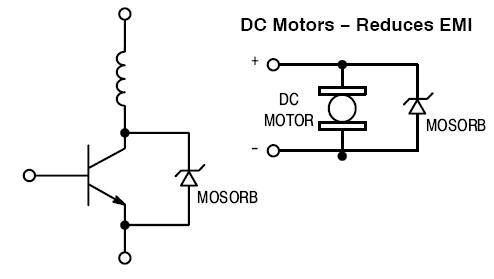 DC Motors – Reduces EMI
+
DC
MOTOR
MOSORB
–
MOSORB